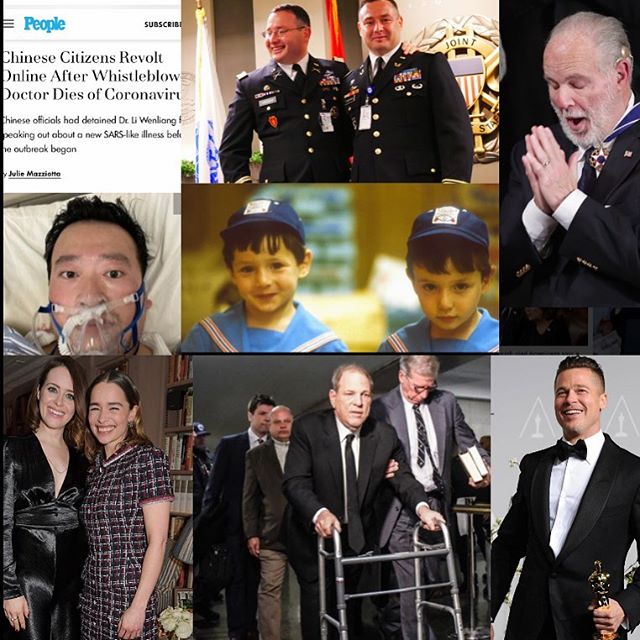 People
SUBSCRIBE
Chinese Citizens Revolt
Online After Whistleblow
Doctor Dies of Coronaviru
Chinese officials had detained Dr. Li Wenliang f
speaking out about a new SARS-like illness befo
he outbreak began
y Julie Mazziotta
JOINT